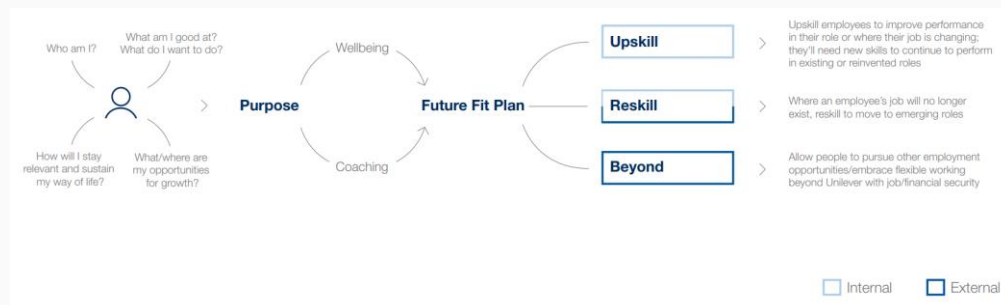 Who am I?
What am I good at?
What do I want to do?
How will I stay
relevant and sustain
my way of life?
What/where are
my opportunities
for growth?
Purpose
Wellbeing
Coaching
Future Fit Plan
Upskill
Upskill employees to improve performance
in their role or where their job is changing;
they'll need new skills to continue to perform
in existing or reinvented roles
Reskill
Where an employee's job will no longer
exist, reskill to move to emerging roles
Beyond
Allow people to pursue other employment
opportunities/embrace flexible working
beyond Unilever with job/financial security
Internal
External